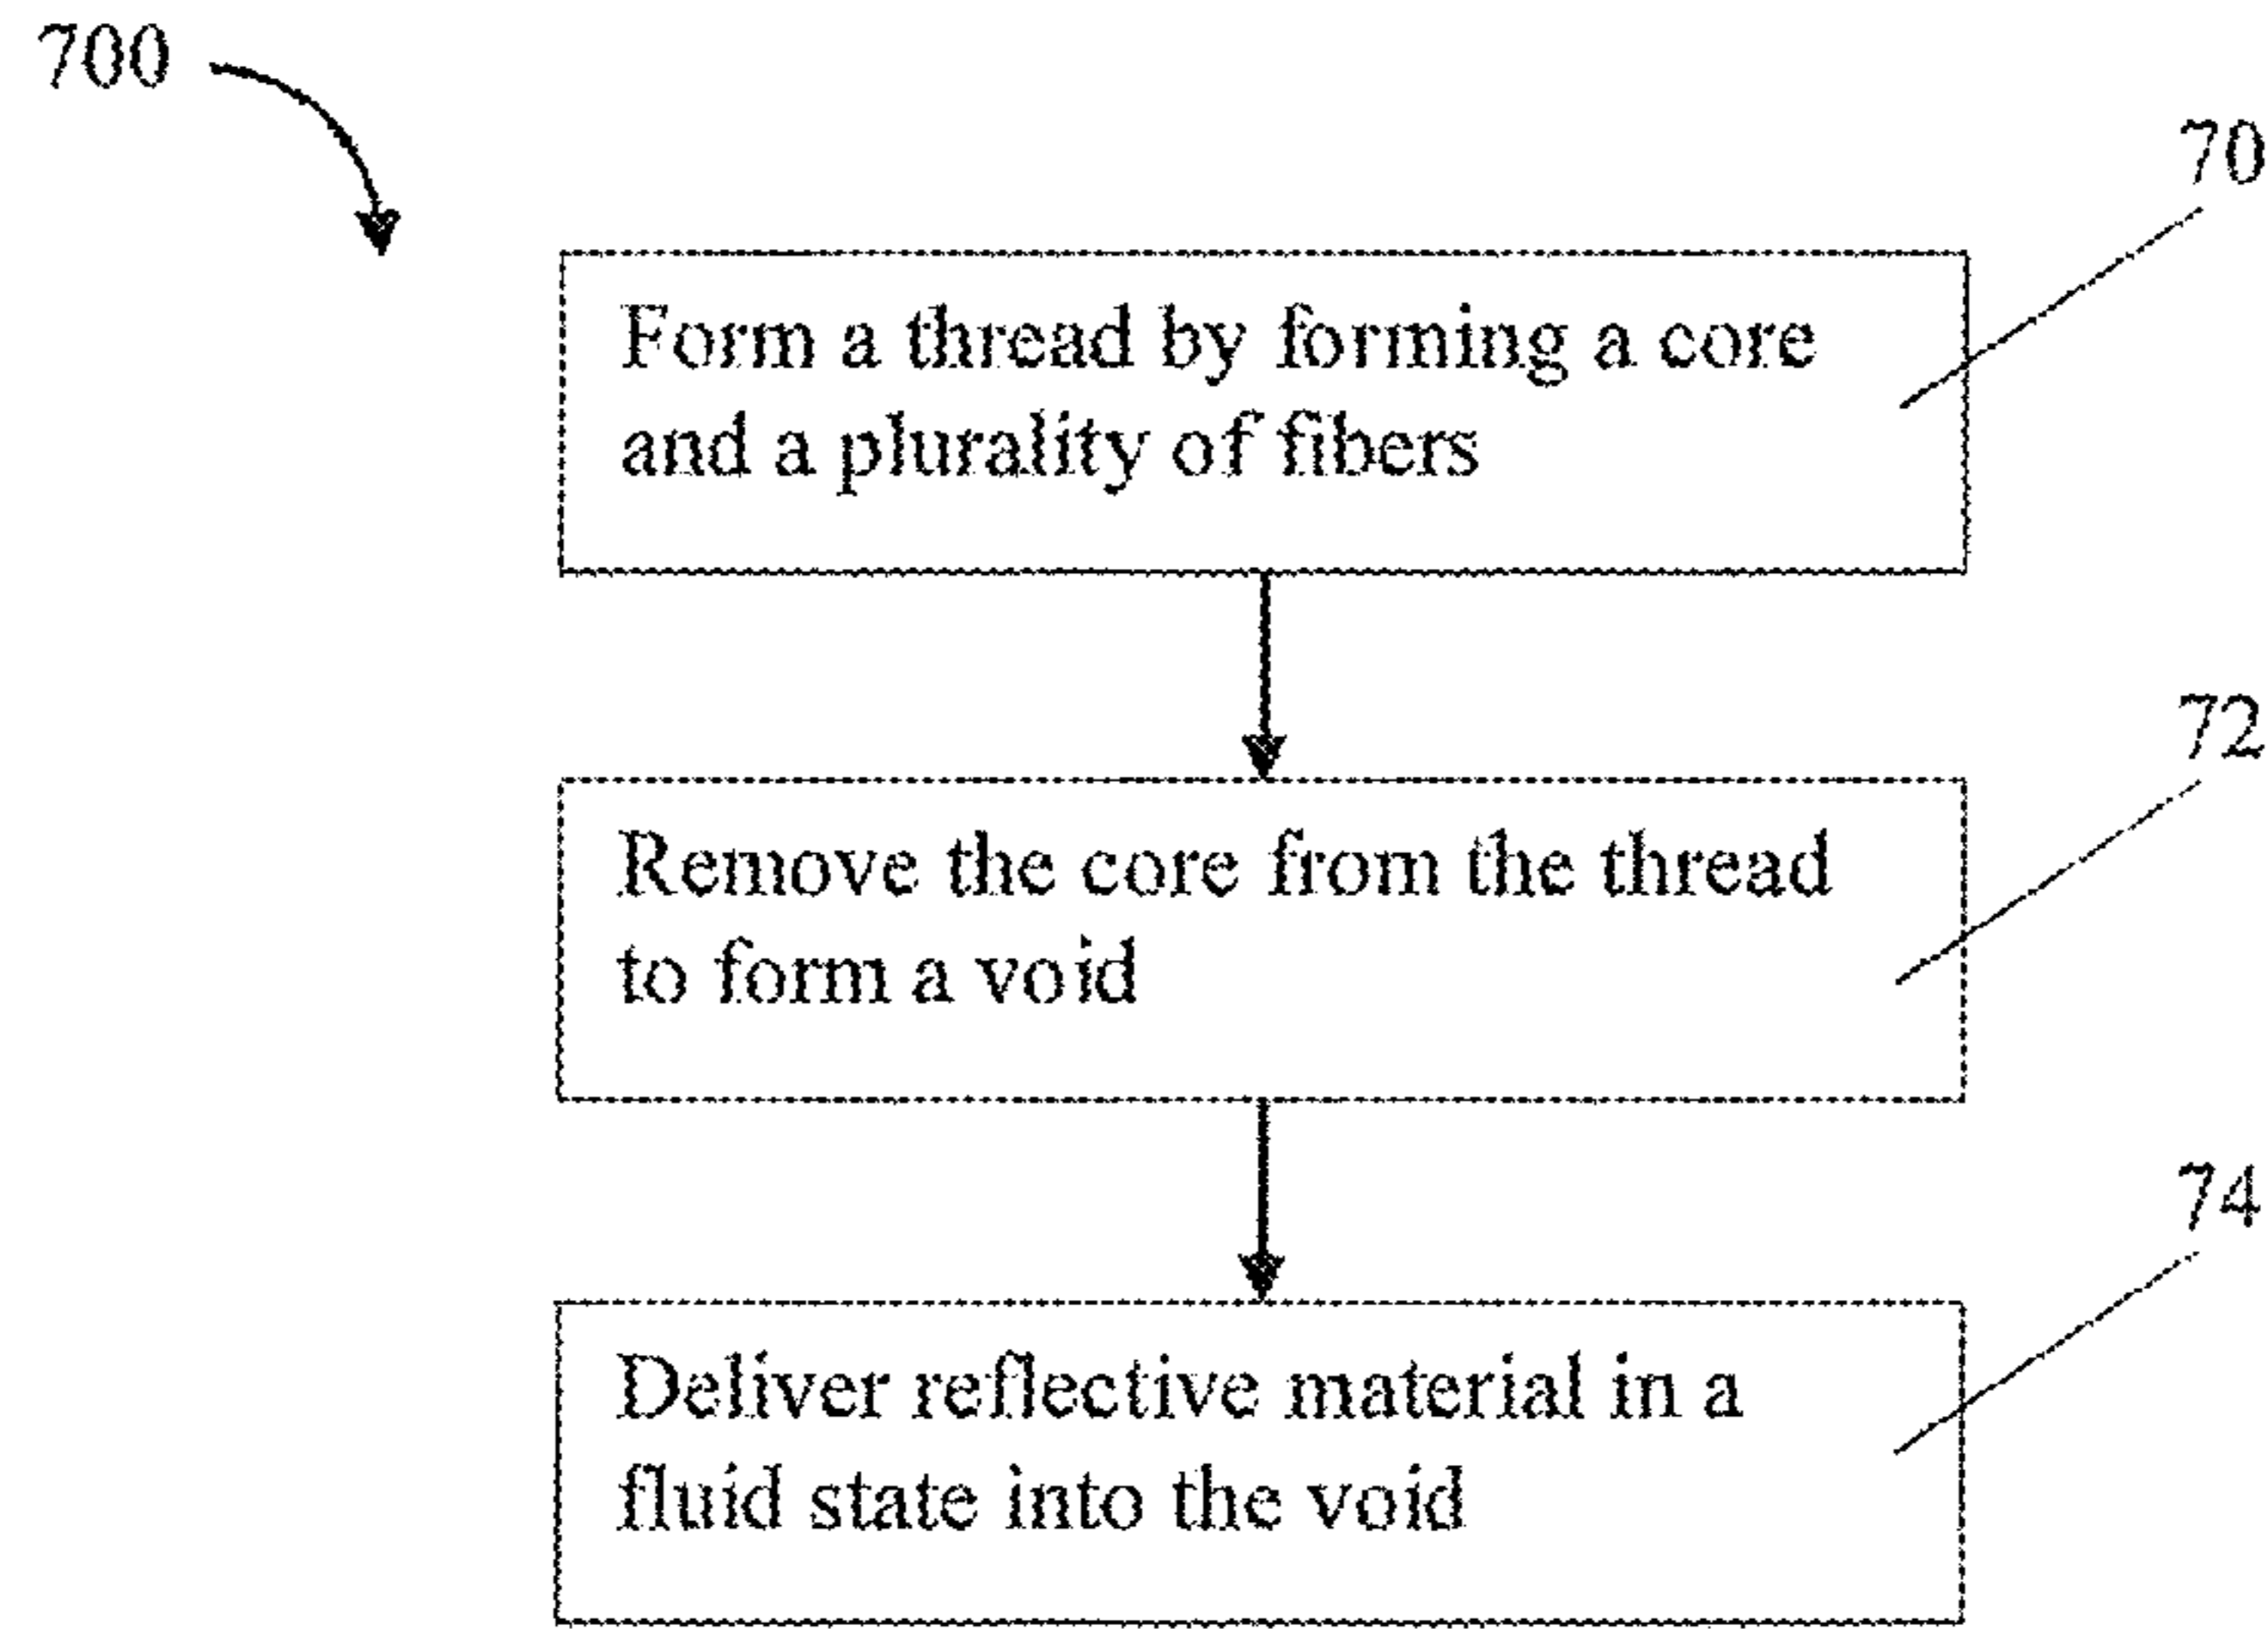 700
70
Form a thread by forming a core
and a plurality of fibers
72
Remove the core from the thread
to form a void
74
Deliver reflective material in a
fluid state into the void